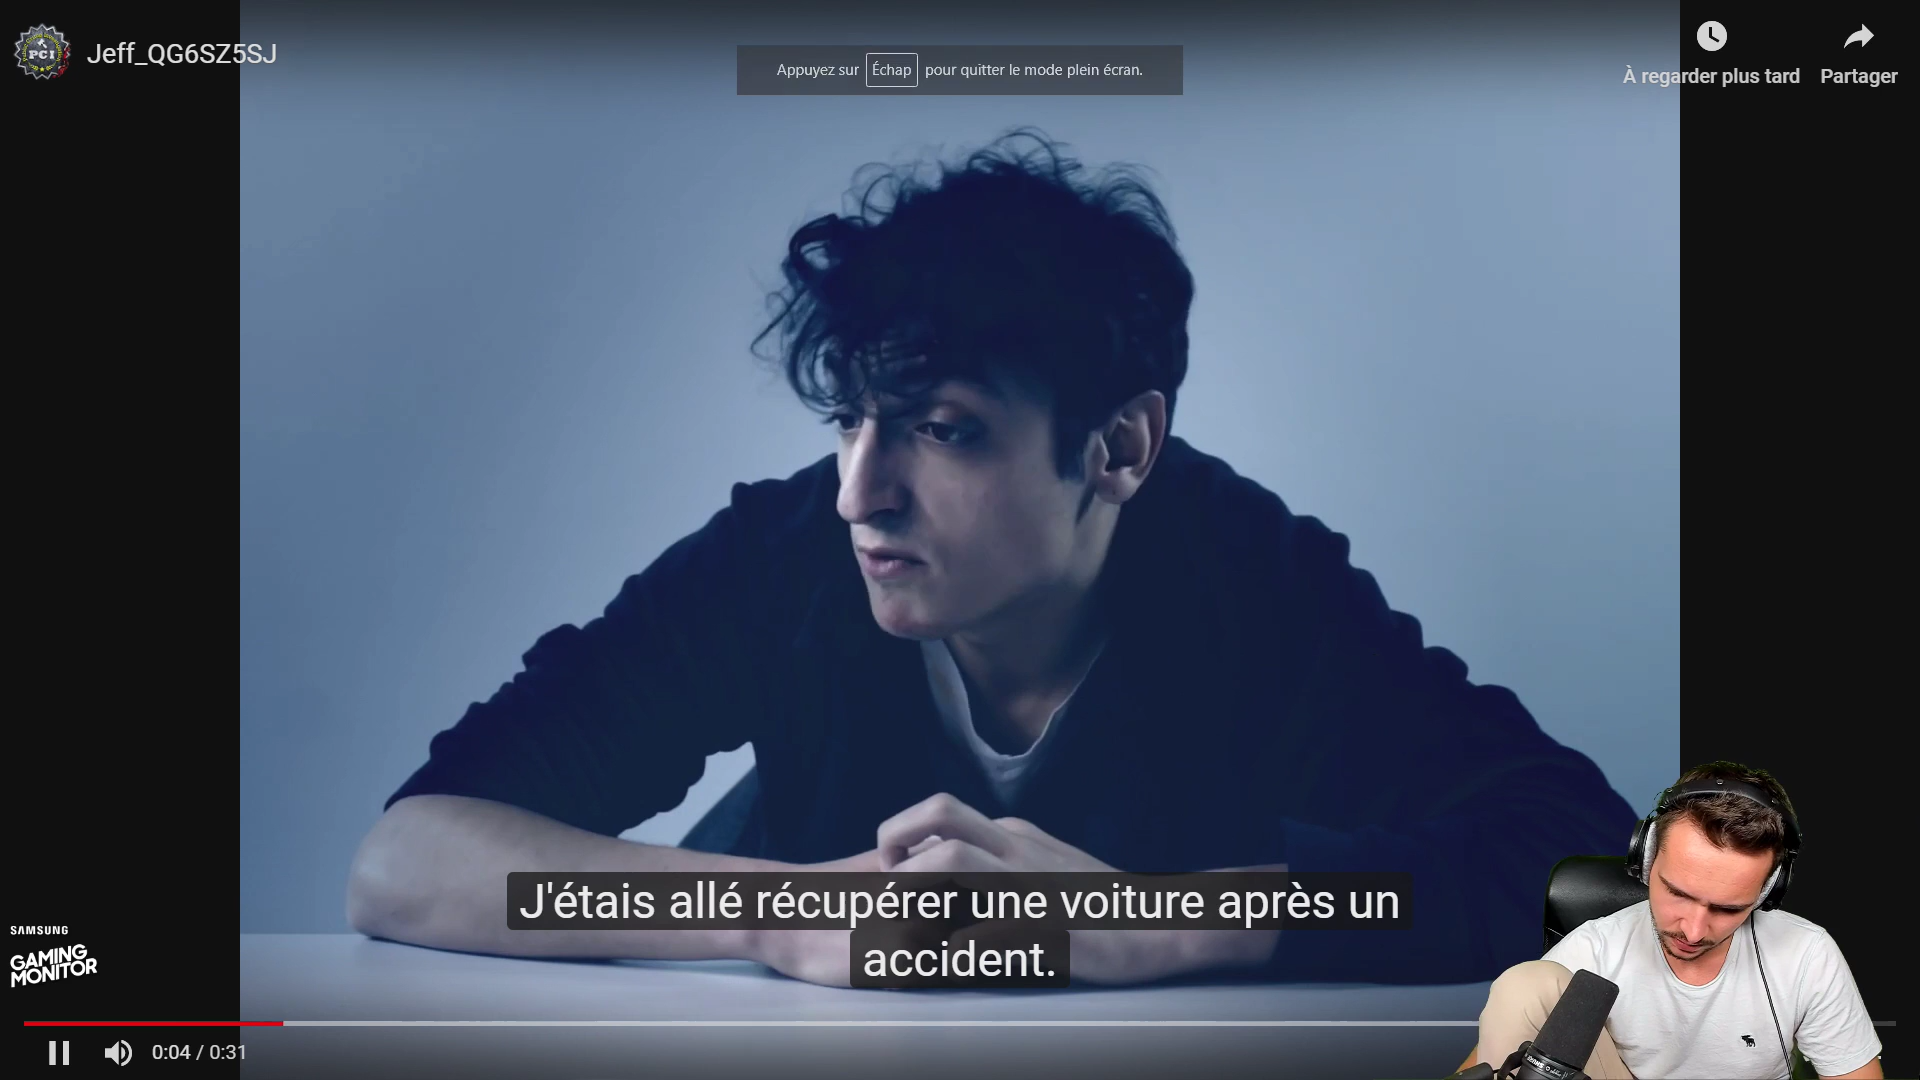 PCI
Jeff_QG6SZ5SJ
Appuyez sur Échap pour quitter le mode plein écran.
À regarder plus tard
Partager
J'étais allé récupérer une voiture après un
accident.
SAMSUNG
GAMING
MONITOR
0:04 / 0:31